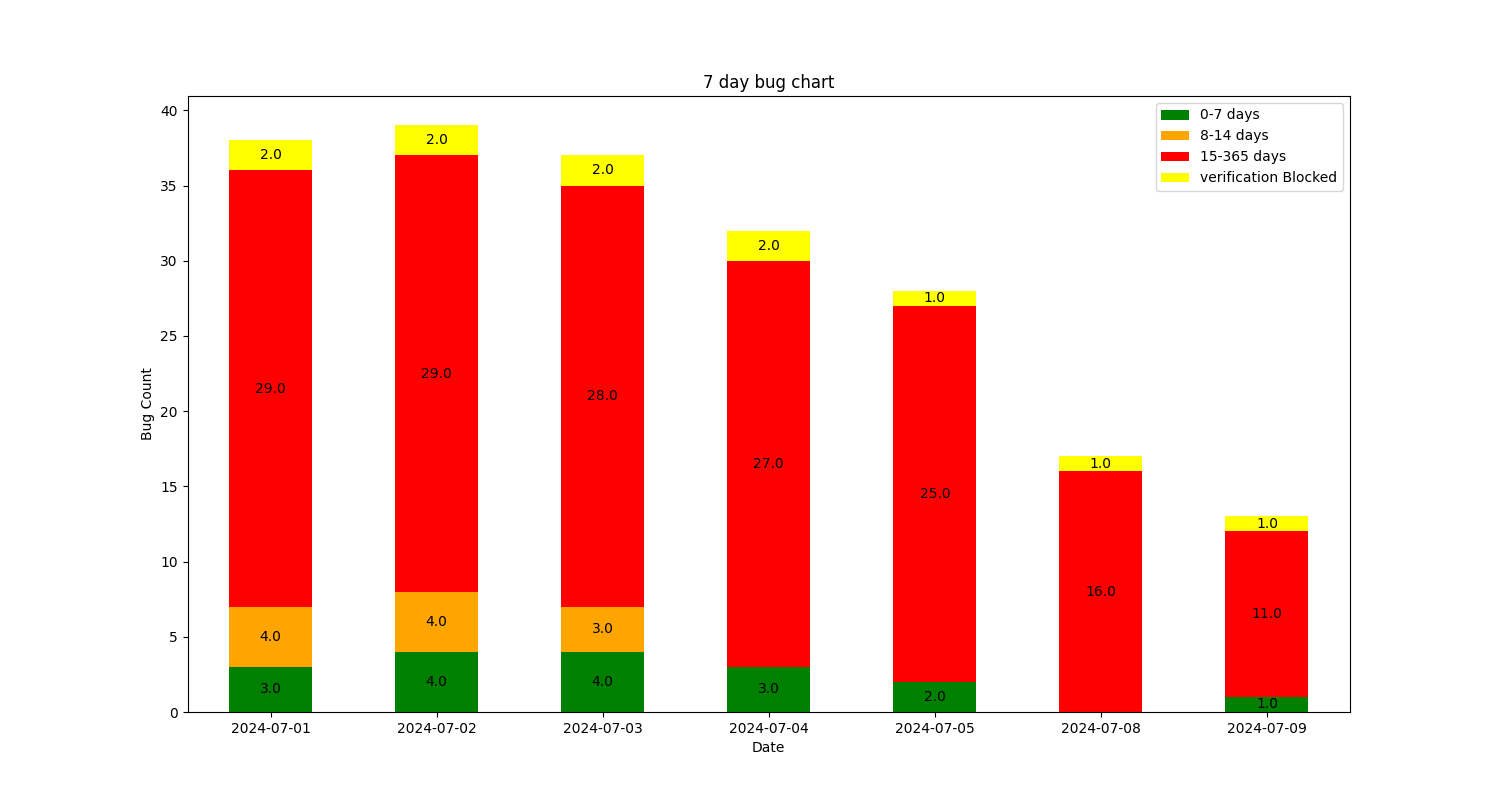 7 day bug chart
40
35
30
25
20
15
10
5
0
Bug Count
0-7 days
8-14 days
15-365 days
verification Blocked
2.0 2.0 2.0 2.0 1.0 1.0 1.0
29.0 29.0 28.0 27.0 25.0 16.0 11.0
4.0 4.0 3.0
3.0 4.0 4.0 3.0 2.0 1.0
2024-07-01 2024-07-02 2024-07-03 2024-07-04 2024-07-05 2024-07-08 2024-07-09
Date